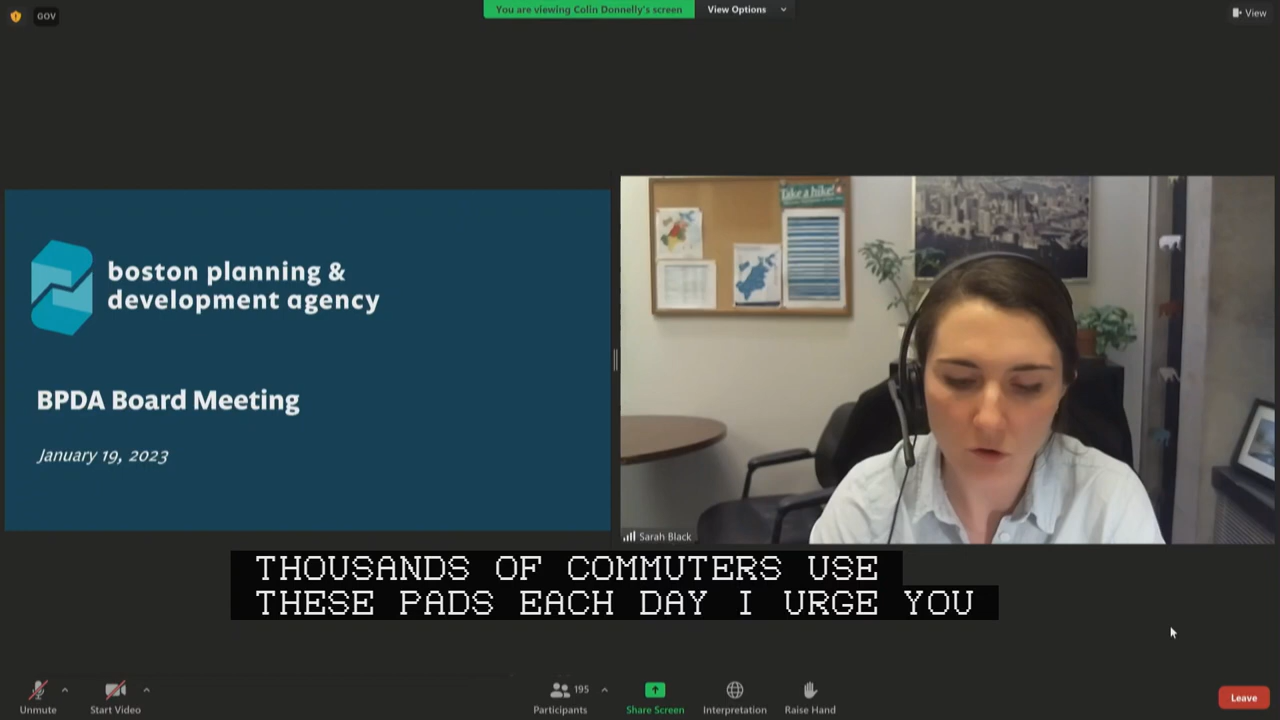 GOV
You are viewing Colin Donnelly's screen
View Options
View
boston planning &
development agency
BPDA Board Meeting
January 19, 2023
Take a hike!
Sarah Black
THOUSANDS OF COMMUTERS USE
THESE PADS EACH DAY I URGE YOU
Unmute
Start Video
195
Participants
Share Screen
Interpretation
Raise Hand
Leave